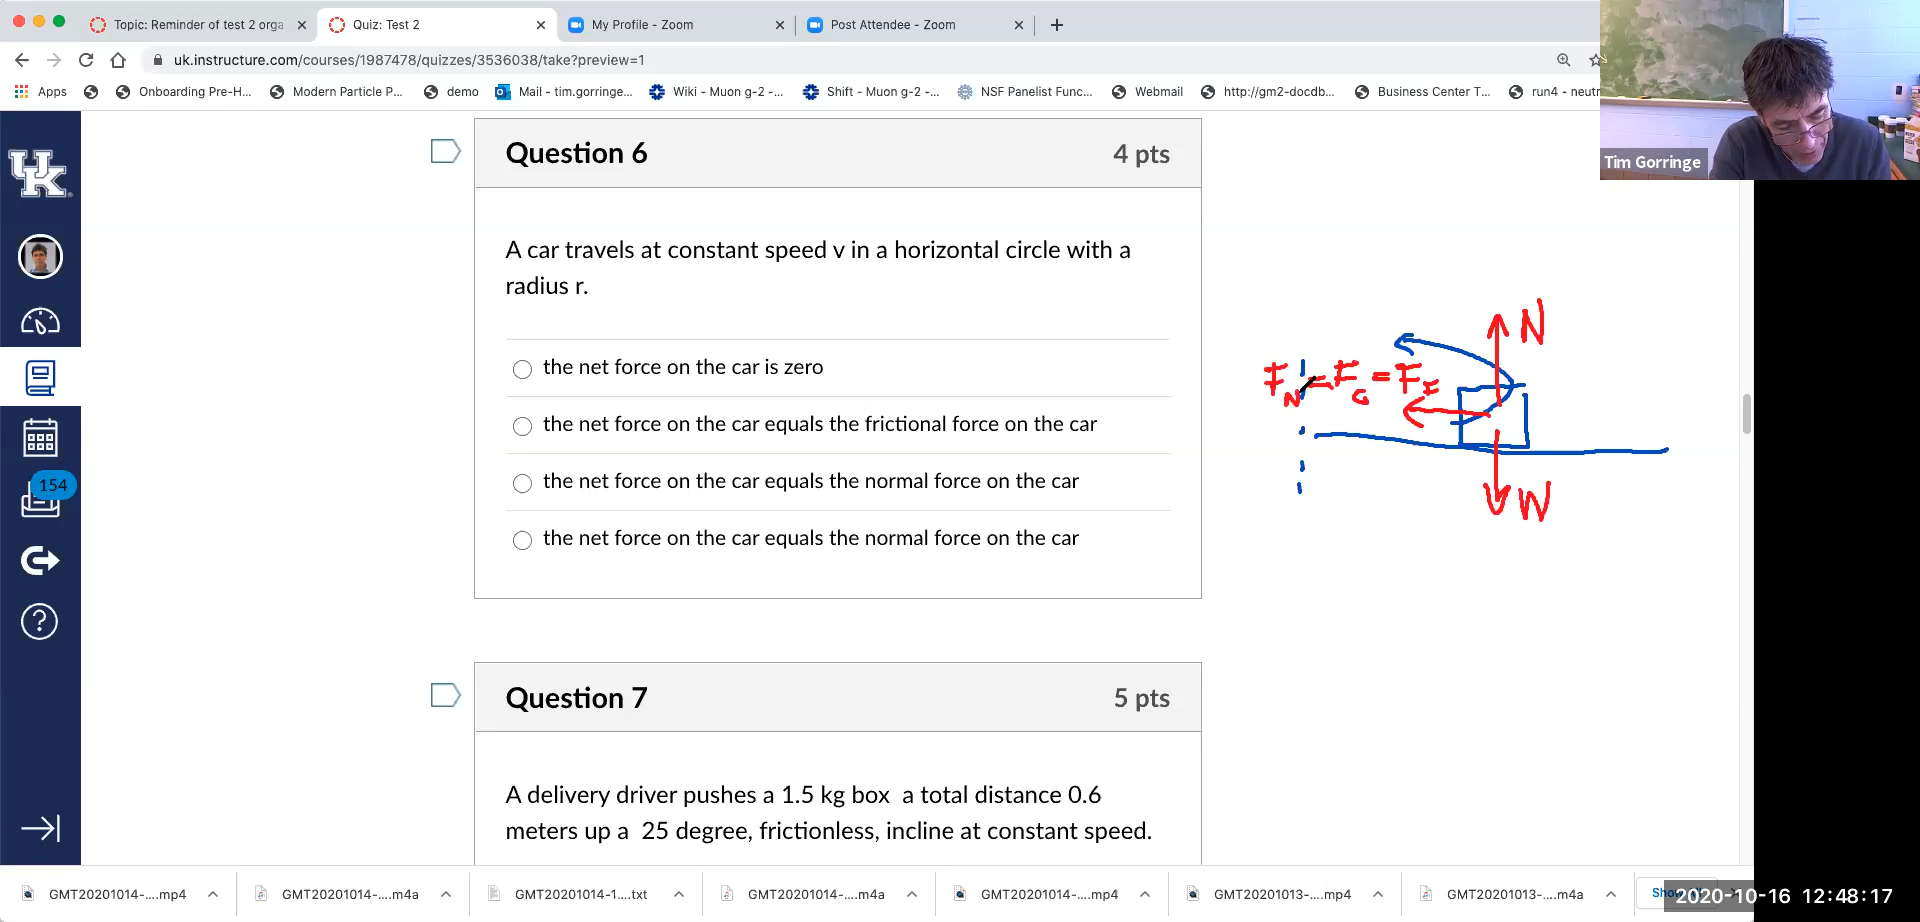 Topic: Reminder of test 2 orga
Quiz: Test 2
My Profile - Zoom
Post Attendee - Zoom
uk.instructure.com/courses/1987478/quizzes/3536038/take?preview=1
Apps
Onboarding Pre-H...
Modern Particle P...
demo
Mail - tim.gorringe...
Wiki - Muon g-2 -...
Shift - Muon g-2 -...
NSF Panelist Func...
Webmail
http://gm2-docdb...
Business Center T...
run4 - neutr
Tim Gorringe
UK
154
Question 6
4 pts
A car travels at constant speed v in a horizontal circle with a
radius r.
the net force on the car is zero
the net force on the car equals the frictional force on the car
the net force on the car equals the normal force on the car
the net force on the car equals the normal force on the car
N
F_N = F_c = F_F
W
Question 7
5 pts
A delivery driver pushes a 1.5 kg box a total distance 0.6
meters up a 25 degree, frictionless, incline at constant speed.
GMT20201014-....mp4
GMT20201014-....m4a
GMT20201014-1....txt
GMT20201014-....m4a
GMT20201014-....mp4
GMT20201013-....mp4
GMT20201013-....m4a
2020-10-16 12:48:17